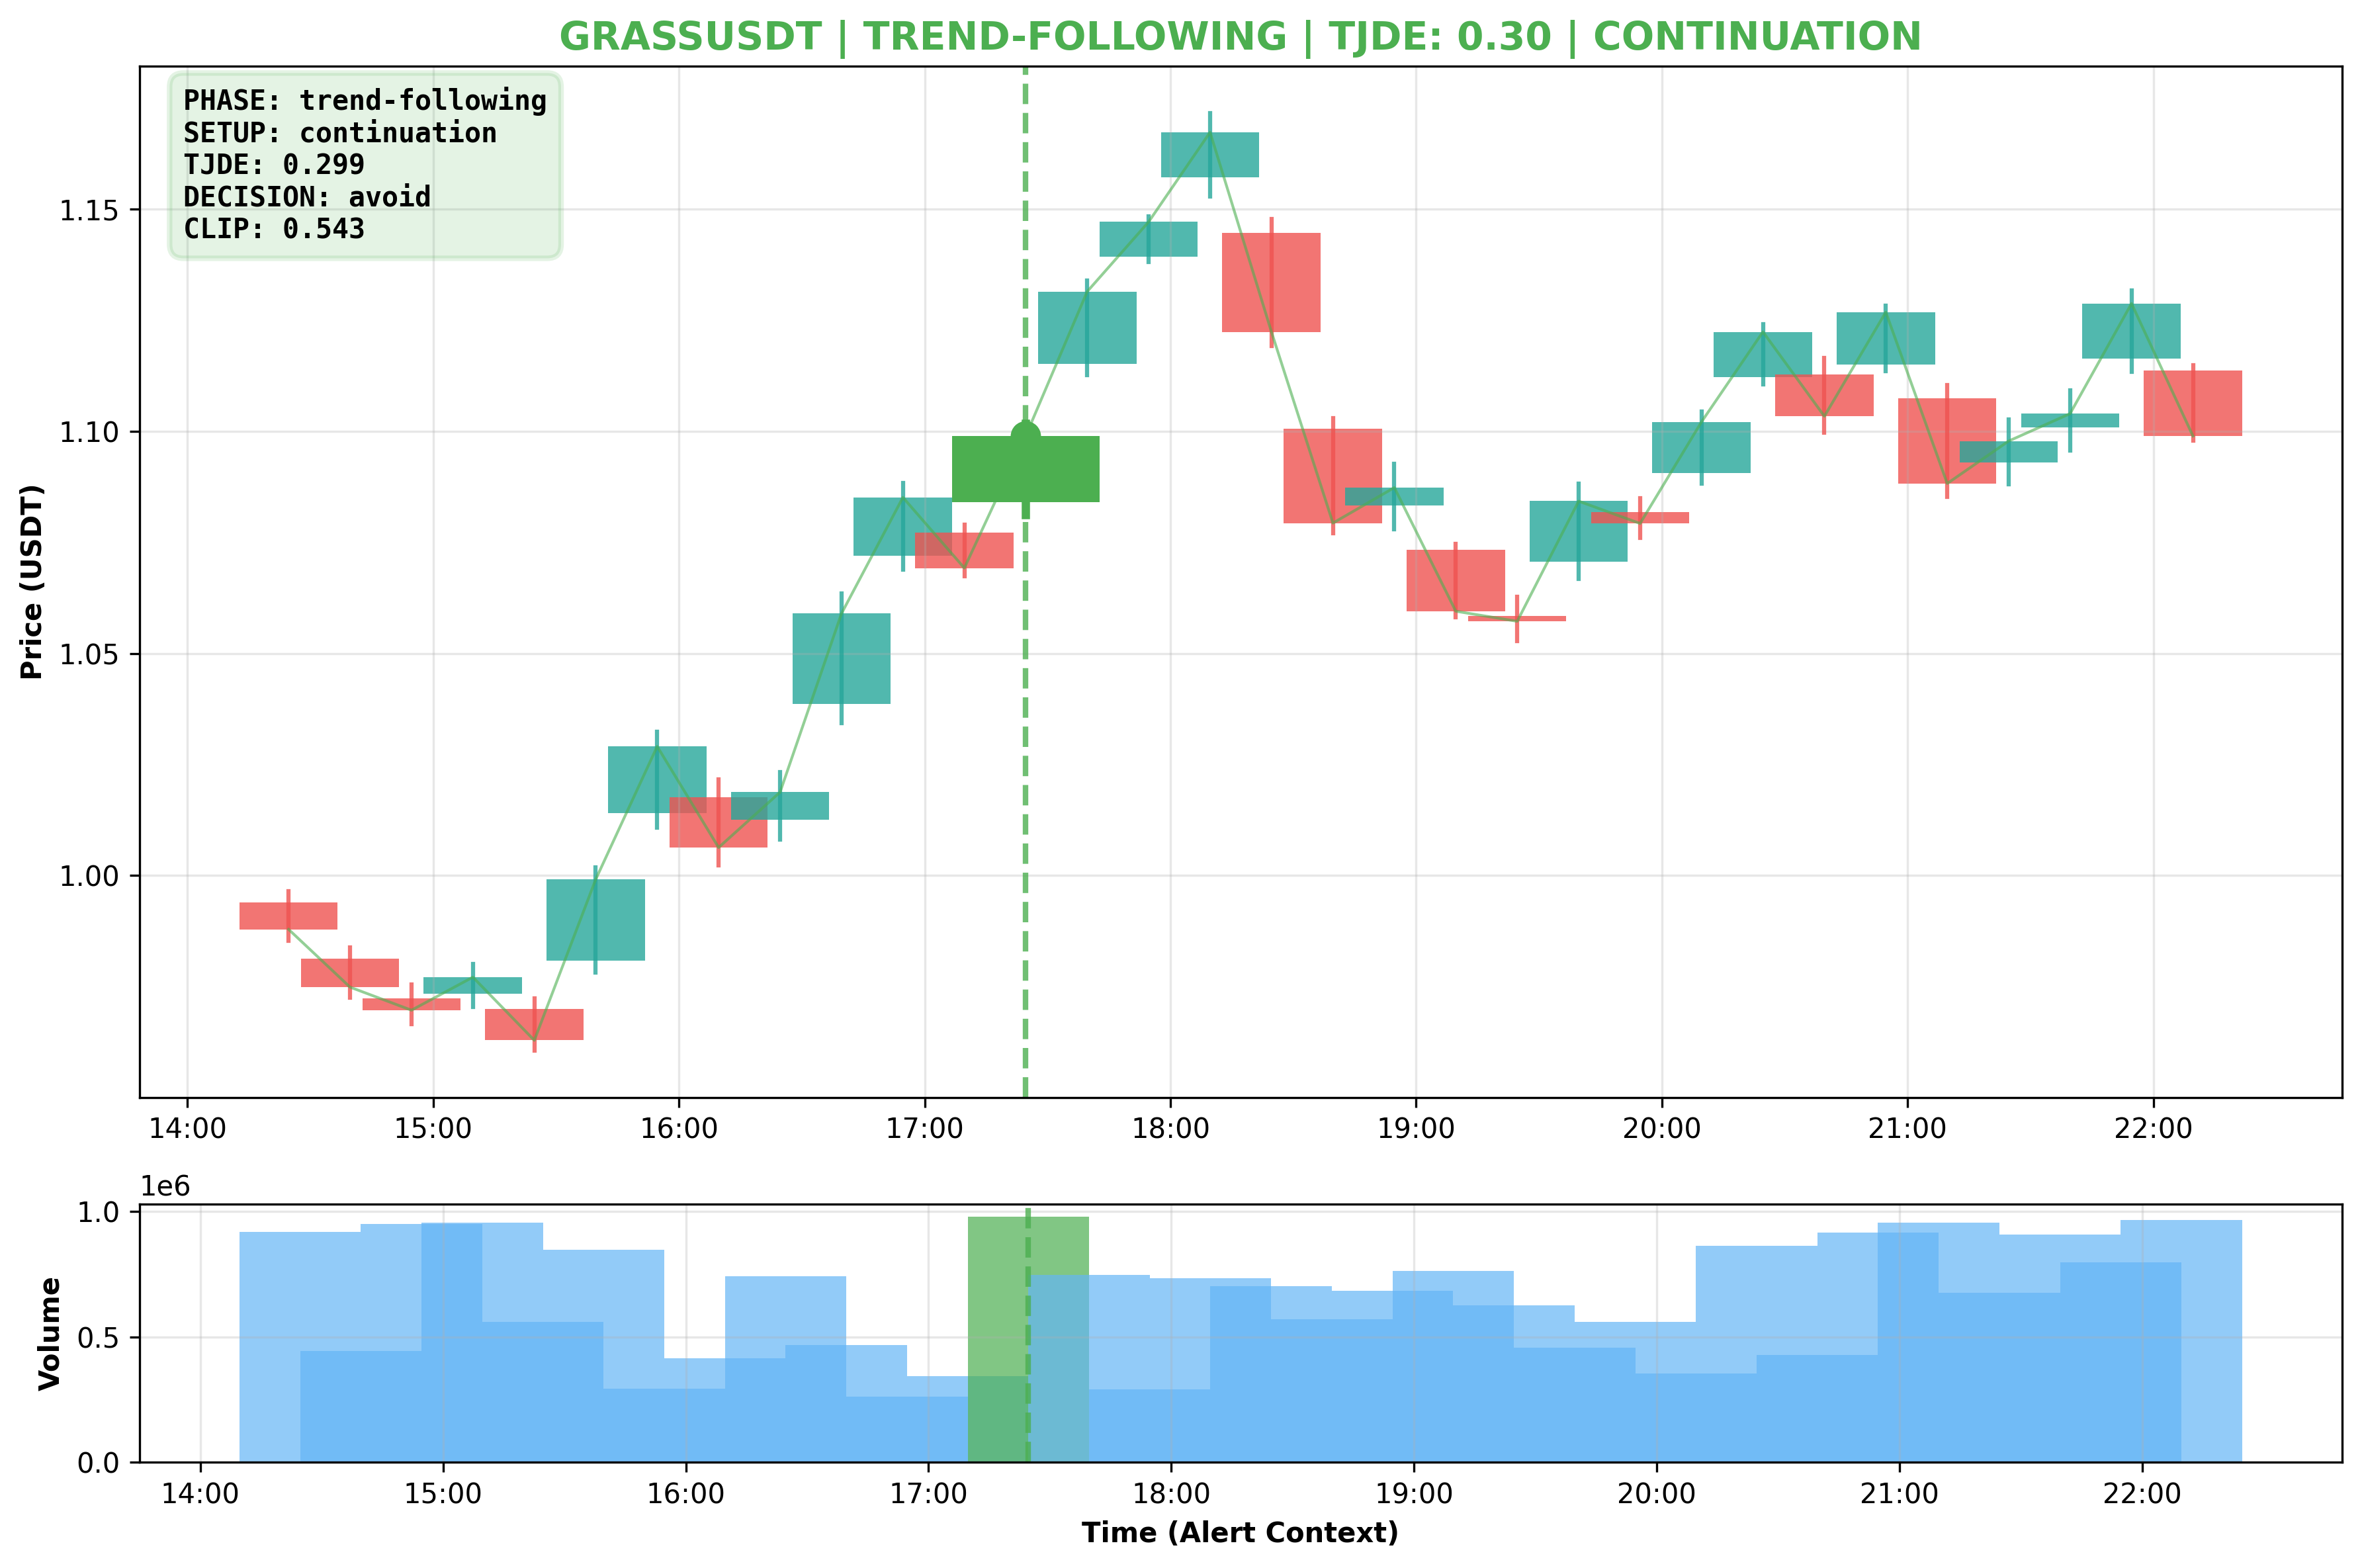 GRASSUSDT | TREND-FOLLOWING | TJDE: 0.30 | CONTINUATION
PHASE: trend-following
SETUP: continuation
TJDE: 0.299
DECISION: avoid
CLIP: 0.543
Price (USDT)
1.15
1.10
1.05
1.00
14:00 15:00 16:00 17:00 18:00 19:00 20:00 21:00 22:00
1e6
Volume
1.0
0.5
0.0
14:00 15:00 16:00 17:00 18:00 19:00 20:00 21:00 22:00
Time (Alert Context)